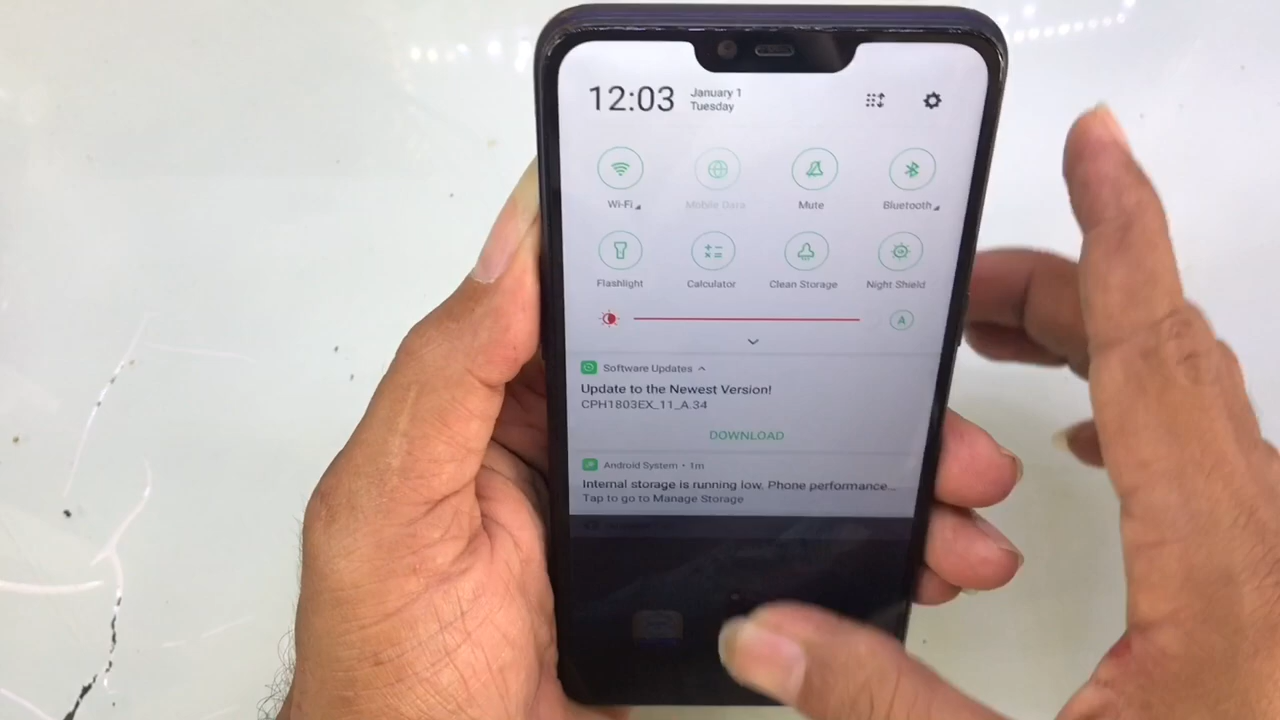 12:03
January 1
Tuesday
Wi-Fi
Mobile Data
Mute
Bluetooth
Flashlight
Calculator
Clean Storage
Night Shield
A
Software Updates
Update to the Newest Version!
CPH1803EX_11_A.34
DOWNLOAD
Android System • 1m
Internal storage is running low. Phone performance...
Tap to go to Manage Storage